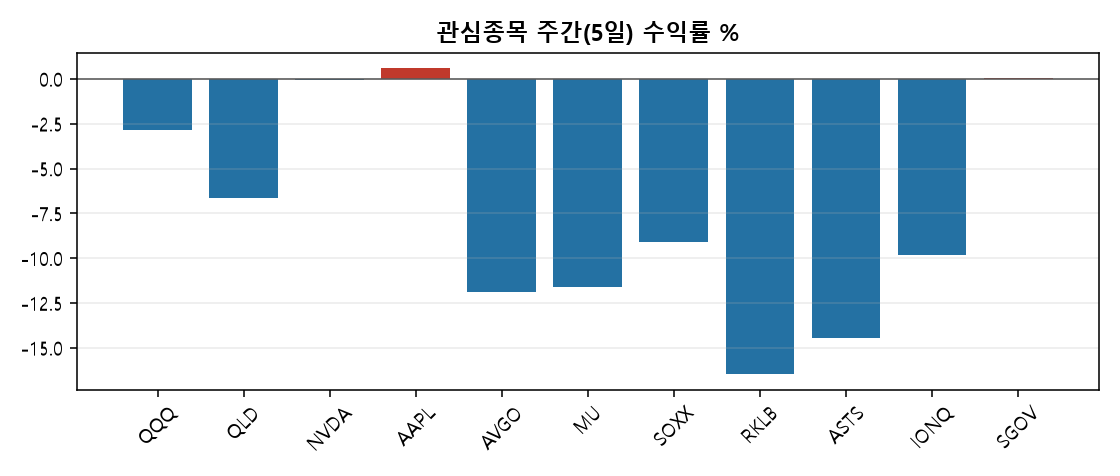 관심종목 주간(5일) 수익률 %
0.0
-2.5
-5.0
-7.5
-10.0
-12.5
-15.0
QQQ
QLD
NVDA
AAPL
AVGO
MU
SOXX
RKLB
ASTS
IONQ
SGOV